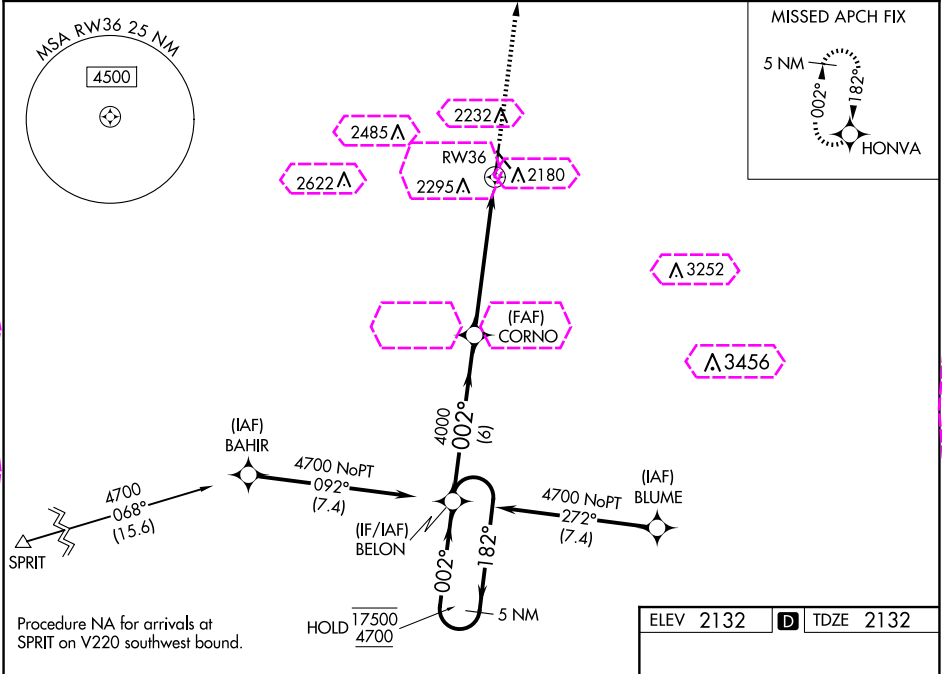 MSA RW36 25 NM
4500
MISSED APCH FIX
5 NM
002°
182°
HONVA
2232
2485
RW36
2180
2622
2295
3252
(FAF)
CORNO
3456
4000
002°
(6)
(IAF)
BAHIR
4700 NoPT
092°
(7.4)
4700
068°
(15.6)
SPRIT
(IF/IAF)
BELON
4700 NoPT
272°
(7.4)
(IAF)
BLUME
002°
182°
HOLD
17500
4700
5 NM
Procedure NA for arrivals at
SPRIT on V220 southwest bound.
ELEV 2132 D TDZE 2132